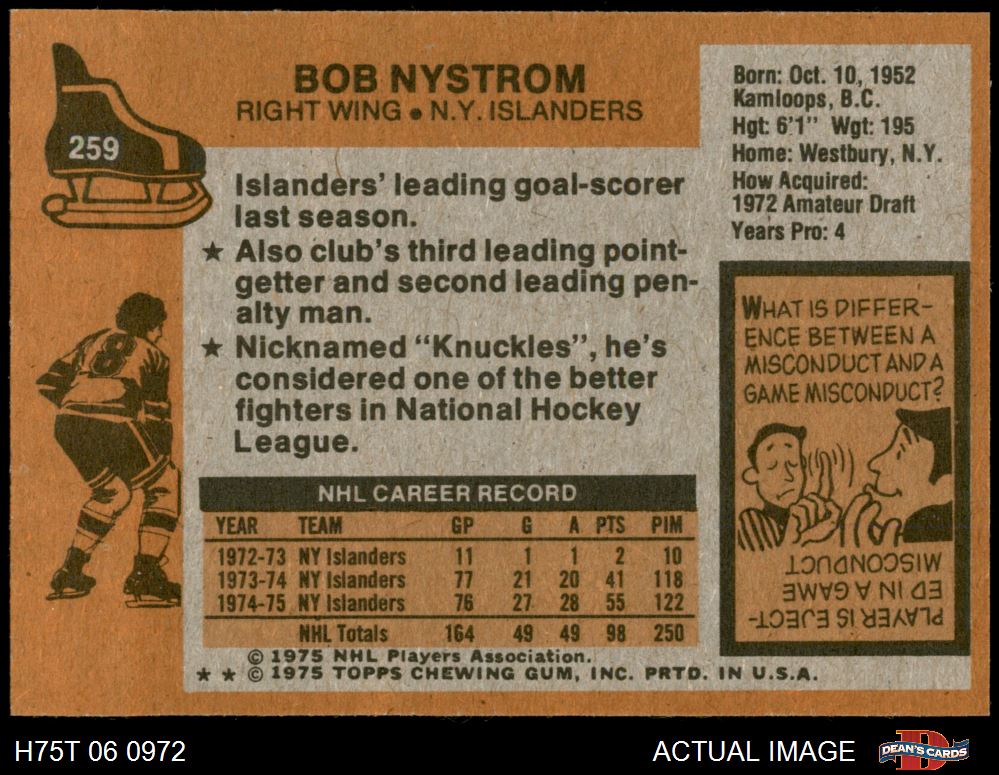 259
BOB NYSTROM
RIGHT WING • N.Y. ISLANDERS
Born: Oct. 10, 1952
Kamloops, B.C.
Hgt: 6'1" Wgt: 195
Home: Westbury, N.Y.
How Acquired:
1972 Amateur Draft
Years Pro: 4
Islanders' leading goal-scorer
last season.
★ Also club's third leading point-
getter and second leading pen-
alty man.
★ Nicknamed "Knuckles", he's
considered one of the better
fighters in National Hockey
League.
8
WHAT IS DIFFER-
ENCE BETWEEN A
MISCONDUCT AND A
GAME MISCONDUCT?
PLAYER IS EJECT-
ED IN A GAME
MISCONDUCT
NHL CAREER RECORD
YEAR TEAM GP G A PTS PIM
1972-73 NY Islanders 11 1 1 2 10
1973-74 NY Islanders 77 21 20 41 118
1974-75 NY Islanders 76 27 28 55 122
NHL Totals 164 49 49 98 250
© 1975 NHL Players Association.
★ ★ © 1975 TOPPS CHEWING GUM, INC. PRTD. IN U.S.A.
H75T 06 0972
ACTUAL IMAGE
D
DEAN'S CARDS